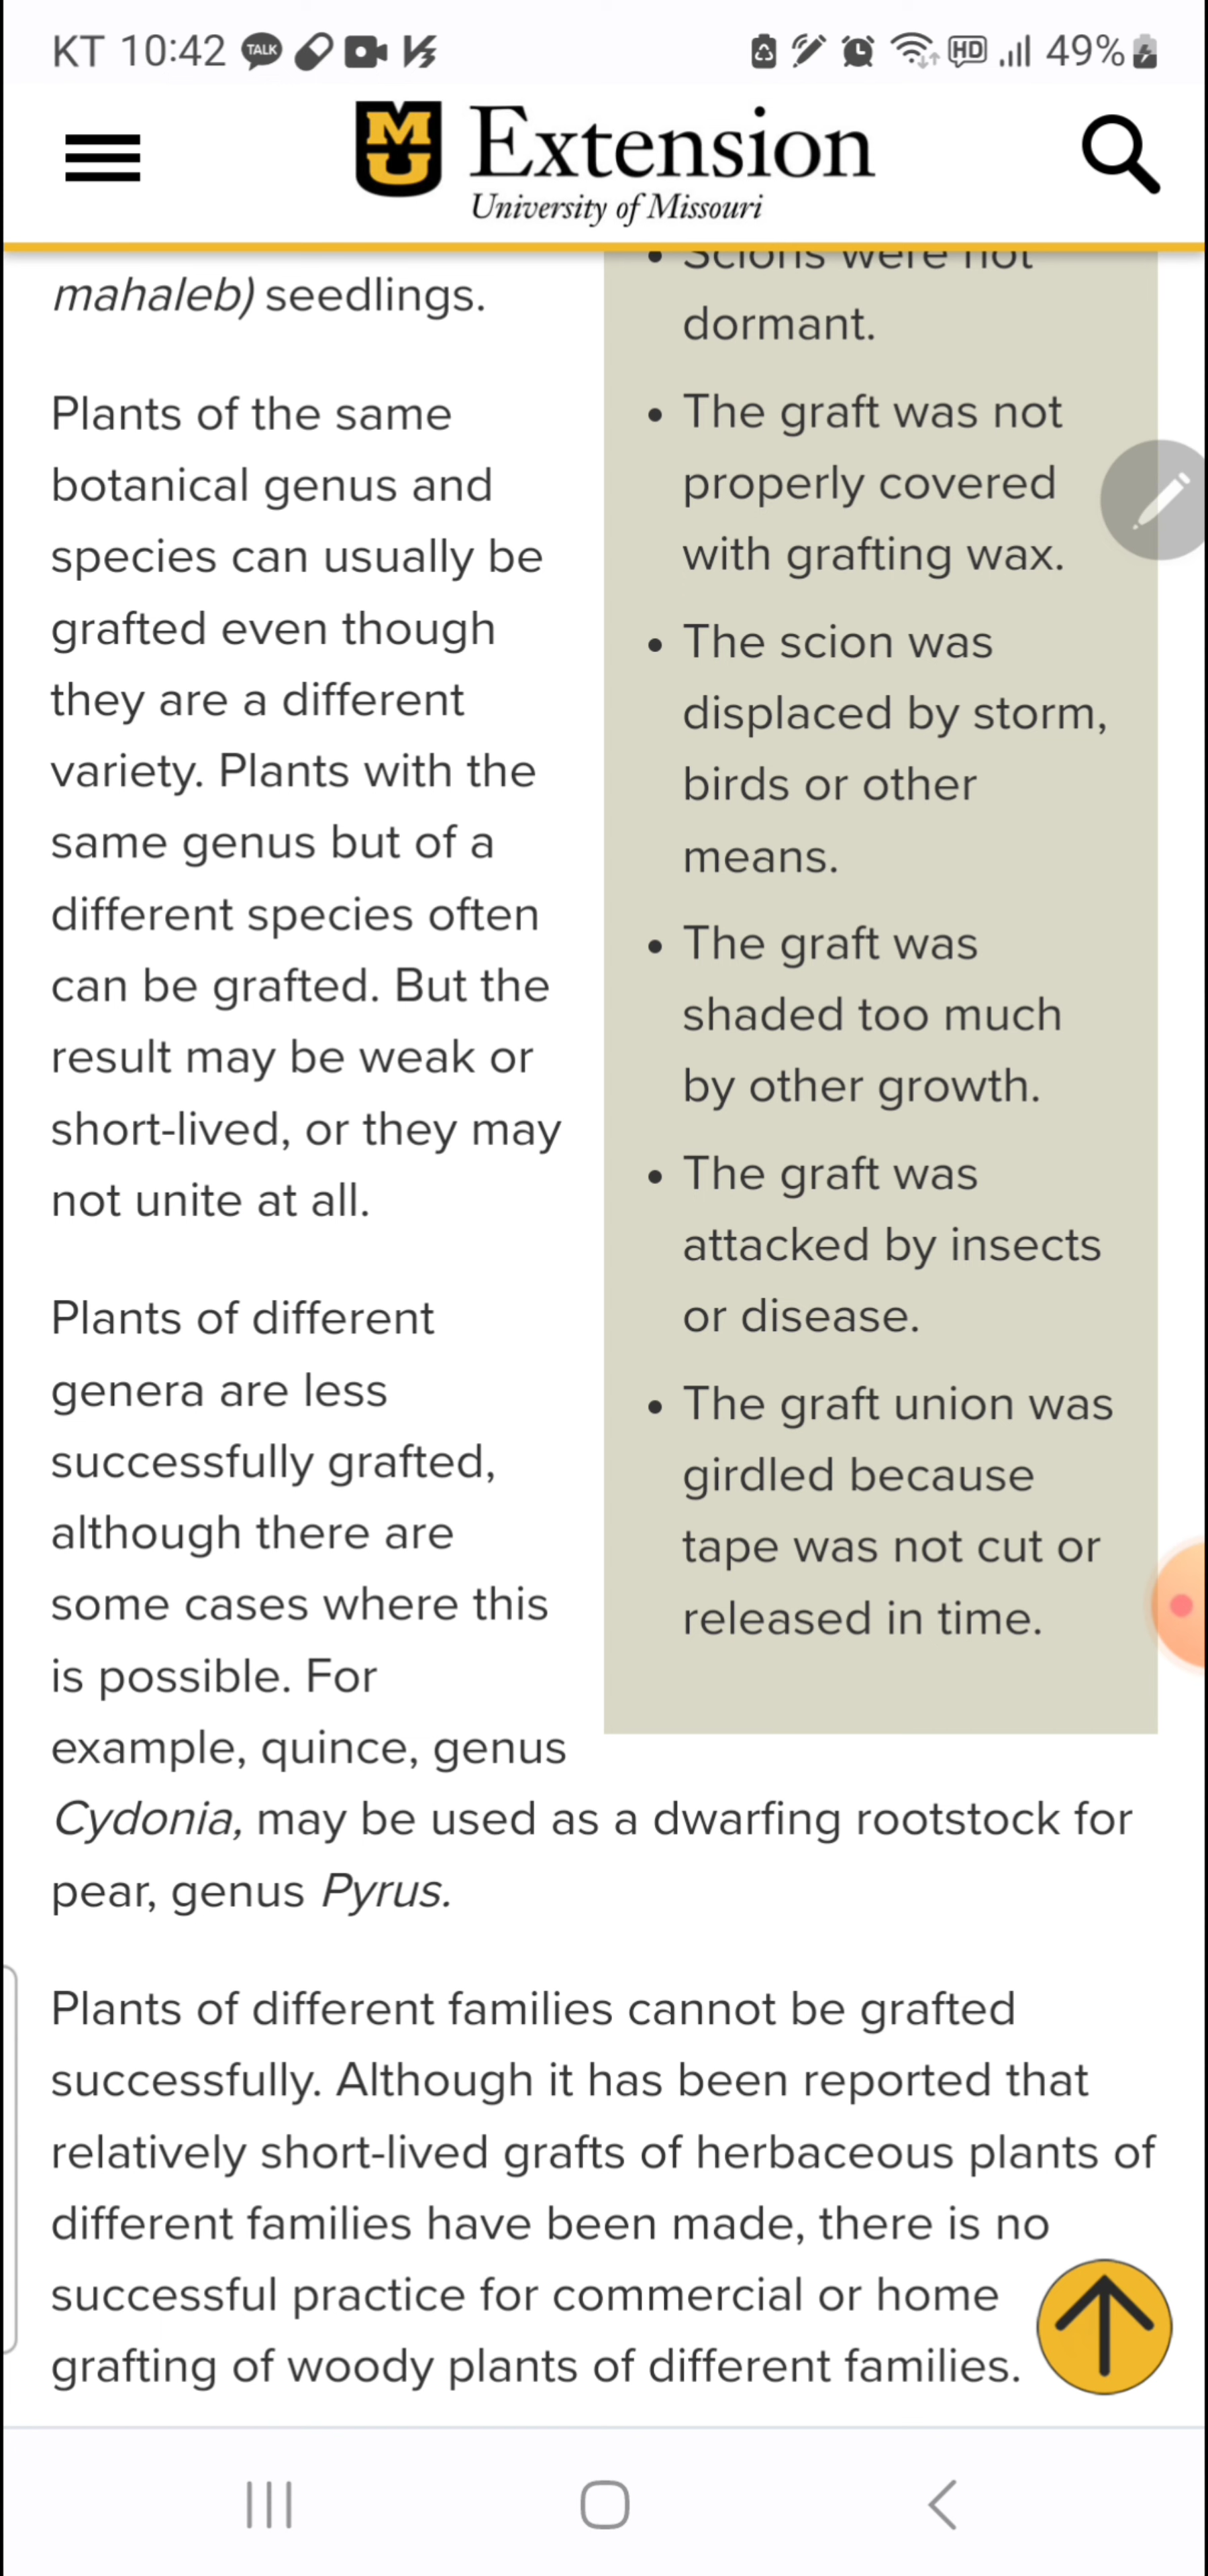 KT 10:42 TALK HD 49%
MU Extension
University of Missouri
mahaleb) seedlings.
Plants of the same
botanical genus and
species can usually be
grafted even though
they are a different
variety. Plants with the
same genus but of a
different species often
can be grafted. But the
result may be weak or
short-lived, or they may
not unite at all.
Plants of different
genera are less
successfully grafted,
although there are
some cases where this
is possible. For
example, quince, genus
Cydonia, may be used as a dwarfing rootstock for
pear, genus Pyrus.
• Scions were not
dormant.
• The graft was not
properly covered
with grafting wax.
• The scion was
displaced by storm,
birds or other
means.
• The graft was
shaded too much
by other growth.
• The graft was
attacked by insects
or disease.
• The graft union was
girdled because
tape was not cut or
released in time.
Plants of different families cannot be grafted
successfully. Although it has been reported that
relatively short-lived grafts of herbaceous plants of
different families have been made, there is no
successful practice for commercial or home
grafting of woody plants of different families.